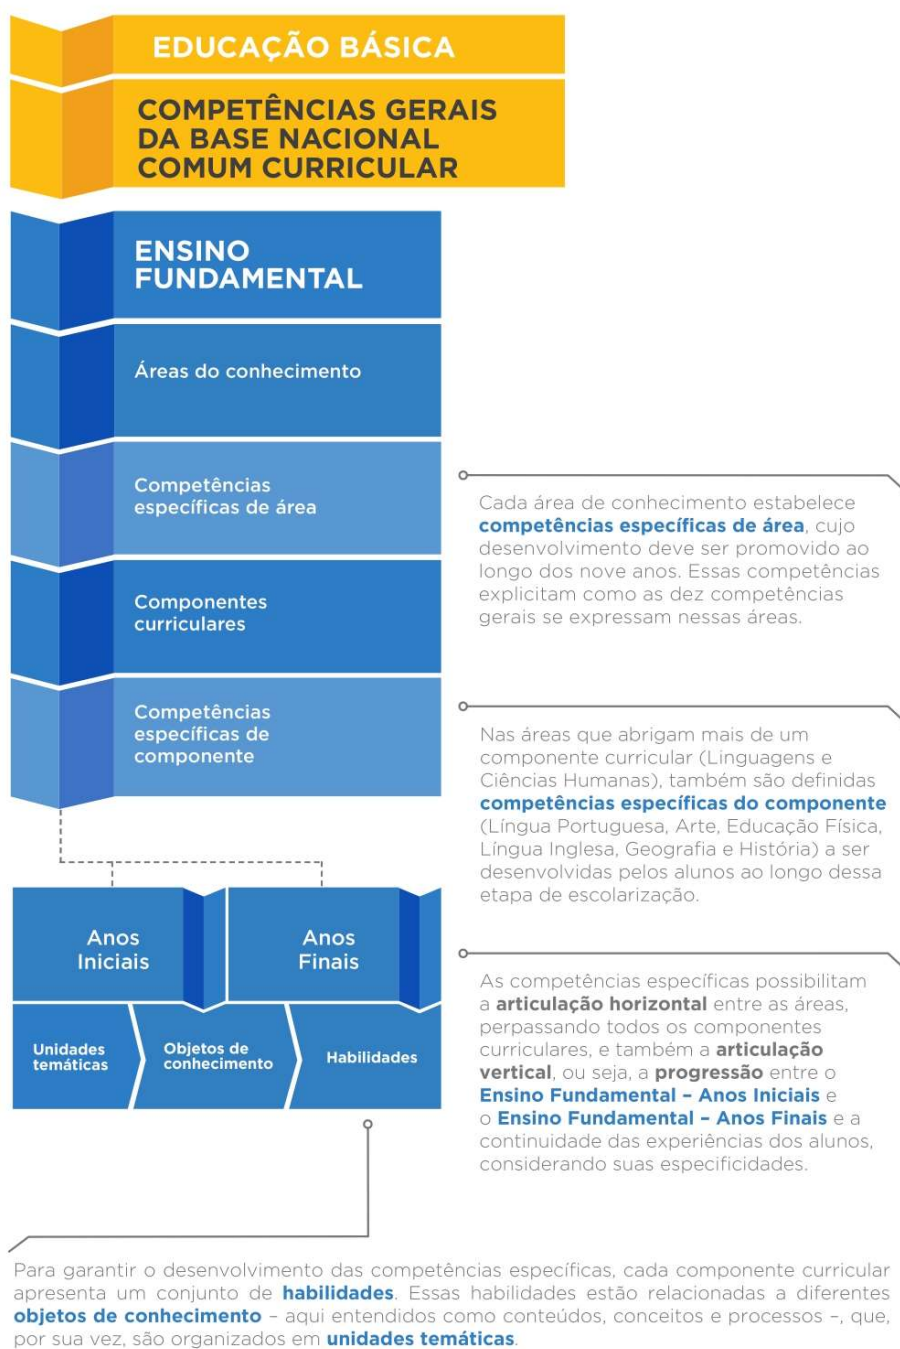 EDUCAÇÃO BÁSICA
COMPETÊNCIAS GERAIS
DA BASE NACIONAL
COMUM CURRICULAR
ENSINO
FUNDAMENTAL
Áreas do conhecimento
Competências
específicas de área
Cada área de conhecimento estabelece
competências específicas de área, cujo
desenvolvimento deve ser promovido ao
longo dos nove anos. Essas competências
explicitam como as dez competências
gerais se expressam nessas áreas.
Componentes
curriculares
Competências
específicas de
componente
Nas áreas que abrigam mais de um
componente curricular (Linguagens e
Ciências Humanas), também são definidas
competências específicas do componente
(Língua Portuguesa, Arte, Educação Física,
Língua Inglesa, Geografia e História) a ser
desenvolvidas pelos alunos ao longo dessa
etapa de escolarização.
Anos
Iniciais
Anos
Finais
Unidades
temáticas
Objetos de
conhecimento
Habilidades
As competências específicas possibilitam
a articulação horizontal entre as áreas,
perpassando todos os componentes
curriculares, e também a articulação
vertical, ou seja, a progressão entre o
Ensino Fundamental – Anos Iniciais e
o Ensino Fundamental – Anos Finais e a
continuidade das experiências dos alunos,
considerando suas especificidades.
Para garantir o desenvolvimento das competências específicas, cada componente curricular
apresenta um conjunto de habilidades. Essas habilidades estão relacionadas a diferentes
objetos de conhecimento – aqui entendidos como conteúdos, conceitos e processos –, que,
por sua vez, são organizados em unidades temáticas.